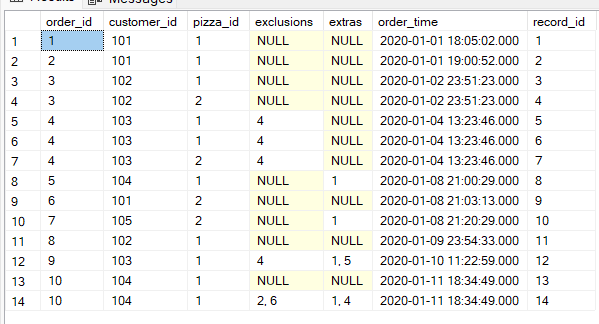 Messages
order_id customer_id pizza_id exclusions extras order_time record_id
1 1 101 1 NULL NULL 2020-01-01 18:05:02.000 1
2 2 101 1 NULL NULL 2020-01-01 19:00:52.000 2
3 3 102 1 NULL NULL 2020-01-02 23:51:23.000 3
4 3 102 2 NULL NULL 2020-01-02 23:51:23.000 4
5 4 103 1 4 NULL 2020-01-04 13:23:46.000 5
6 4 103 1 4 NULL 2020-01-04 13:23:46.000 6
7 4 103 2 4 NULL 2020-01-04 13:23:46.000 7
8 5 104 1 NULL 1 2020-01-08 21:00:29.000 8
9 6 101 2 NULL NULL 2020-01-08 21:03:13.000 9
10 7 105 2 NULL 1 2020-01-08 21:20:29.000 10
11 8 102 1 NULL NULL 2020-01-09 23:54:33.000 11
12 9 103 1 4 1, 5 2020-01-10 11:22:59.000 12
13 10 104 1 NULL NULL 2020-01-11 18:34:49.000 13
14 10 104 1 2, 6 1, 4 2020-01-11 18:34:49.000 14